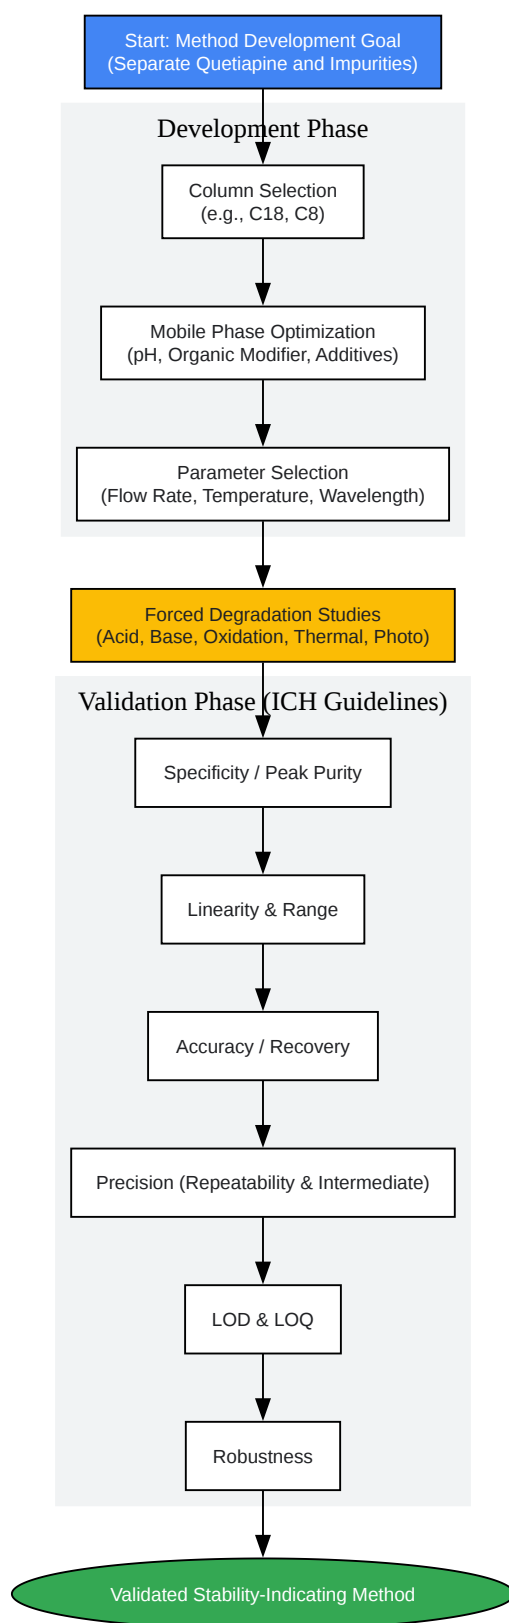 Start: Method Development Goal
(Separate Quetiapine and Impurities)
Development Phase
Column Selection
(e.g., C18, C8)
Mobile Phase Optimization
(pH, Organic Modifier, Additives)
Parameter Selection
(Flow Rate, Temperature, Wavelength)
Forced Degradation Studies
(Acid, Base, Oxidation, Thermal, Photo)
Validation Phase (ICH Guidelines)
Specificity / Peak Purity
Linearity & Range
Accuracy / Recovery
Precision (Repeatability & Intermediate)
LOD & LOQ
Robustness
Validated Stability-Indicating Method